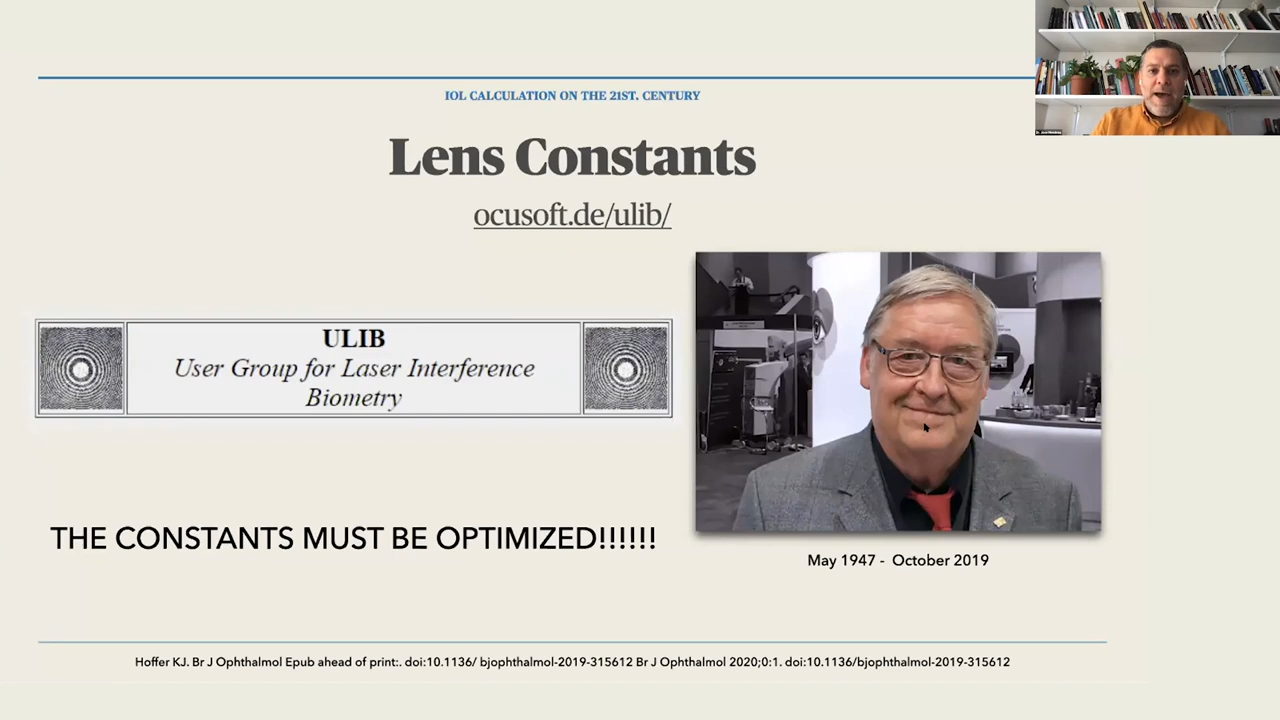 IOL CALCULATION ON THE 21ST. CENTURY
Lens Constants
ocusoft.de/ulib/
ULIB
User Group for Laser Interference
Biometry
THE CONSTANTS MUST BE OPTIMIZED!!!!!!
May 1947 - October 2019
Hoffer KJ. Br J Ophthalmol Epub ahead of print:. doi:10.1136/ bjophthalmol-2019-315612 Br J Ophthalmol 2020;0:1. doi:10.1136/bjophthalmol-2019-315612